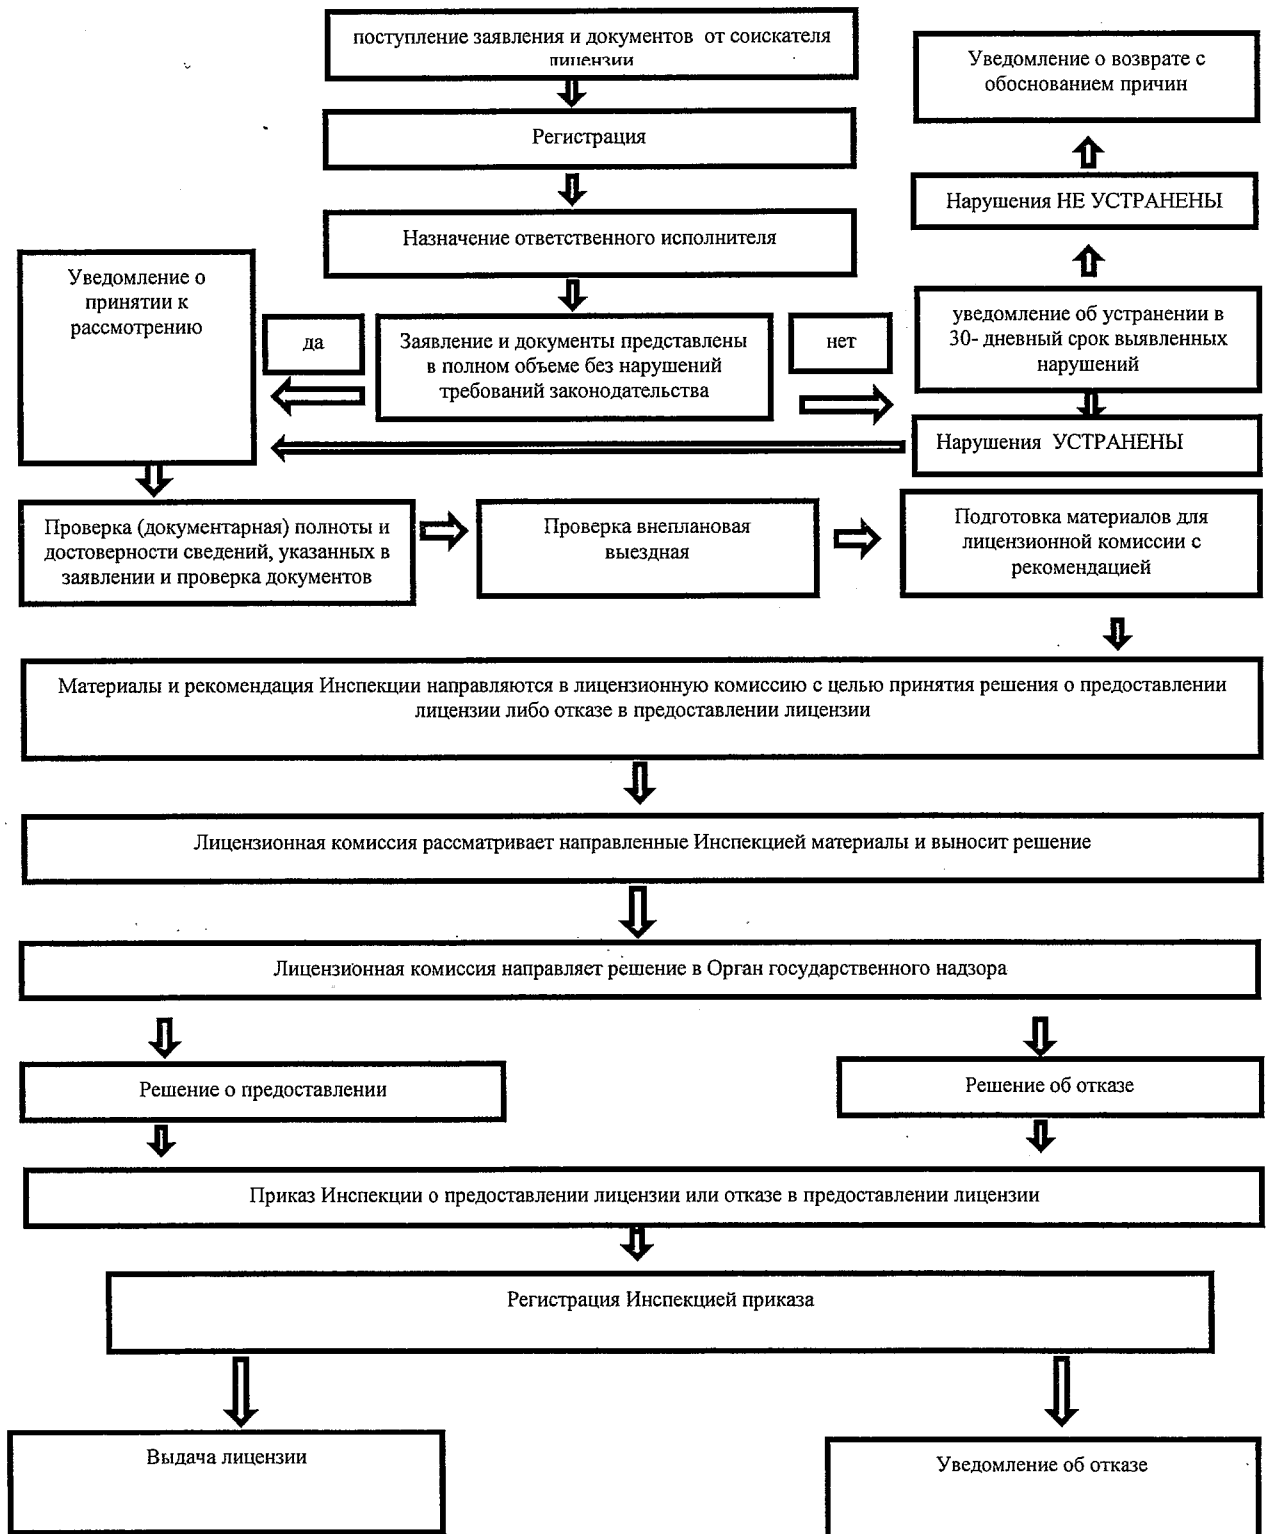 поступление заявления и документов от соискателя
лицензии
Регистрация
Назначение ответственного исполнителя
Уведомление о возврате с
обоснованием причин
Нарушения НЕ УСТРАНЕНЫ
Уведомление о
принятии к
рассмотрению
да
Заявление и документы представлены
в полном объеме без нарушений
требований законодательства
нет
уведомление об устранении в
30- дневный срок выявленных
нарушений
Нарушения УСТРАНЕНЫ
Проверка (документарная) полноты и
достоверности сведений, указанных в
заявлении и проверка документов
Проверка внеплановая
выездная
Подготовка материалов для
лицензионной комиссии с
рекомендацией
Материалы и рекомендация Инспекции направляются в лицензионную комиссию с целью принятия решения о предоставлении
лицензии либо отказе в предоставлении лицензии
Лицензионная комиссия рассматривает направленные Инспекцией материалы и выносит решение
Лицензионная комиссия направляет решение в Орган государственного надзора
Решение о предоставлении
Решение об отказе
Приказ Инспекции о предоставлении лицензии или отказе в предоставлении лицензии
Регистрация Инспекцией приказа
Выдача лицензии
Уведомление об отказе